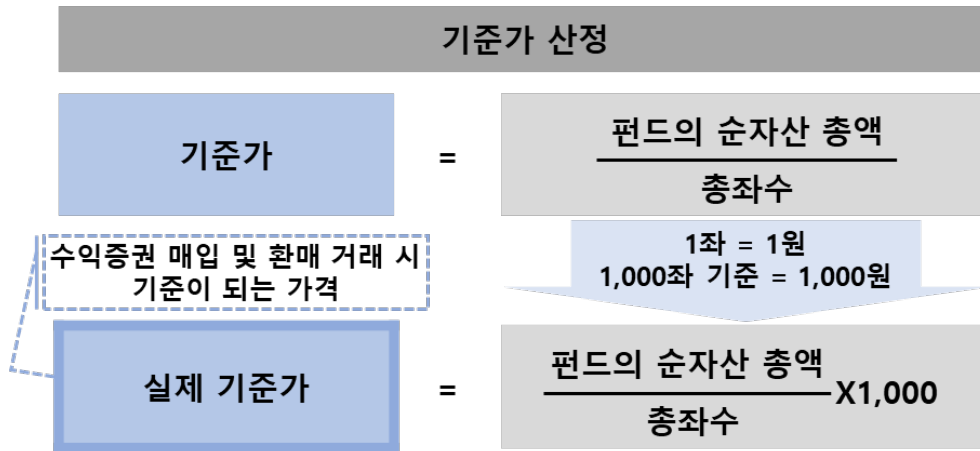 기준가 산정
기준가
=
펀드의 순자산 총액
총좌수
수익증권 매입 및 환매 거래 시
기준이 되는 가격
1좌 = 1원
1,000좌 기준 = 1,000원
실제 기준가
=
펀드의 순자산 총액
총좌수
X1,000